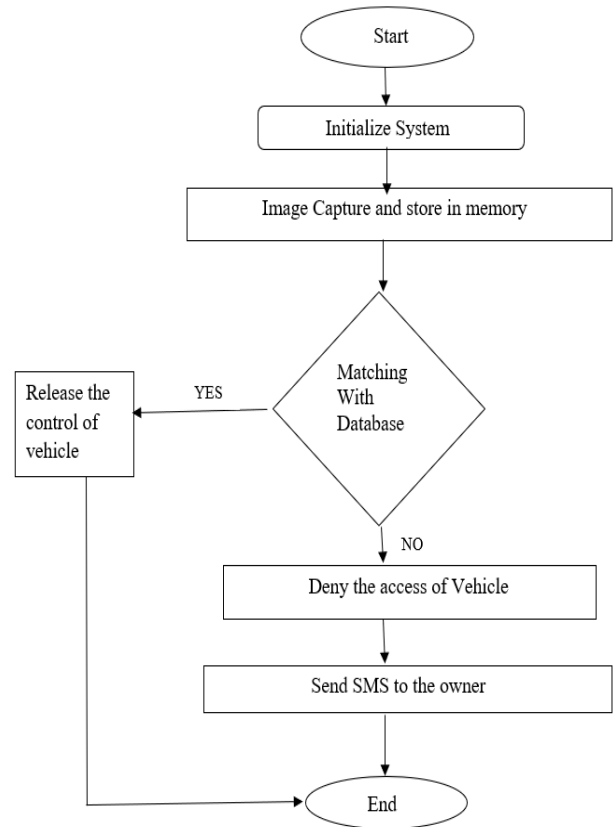 Start
Initialize System
Image Capture and store in memory
Matching
With
Database
YES
Release the
control of
vehicle
NO
Deny the access of Vehicle
Send SMS to the owner
End